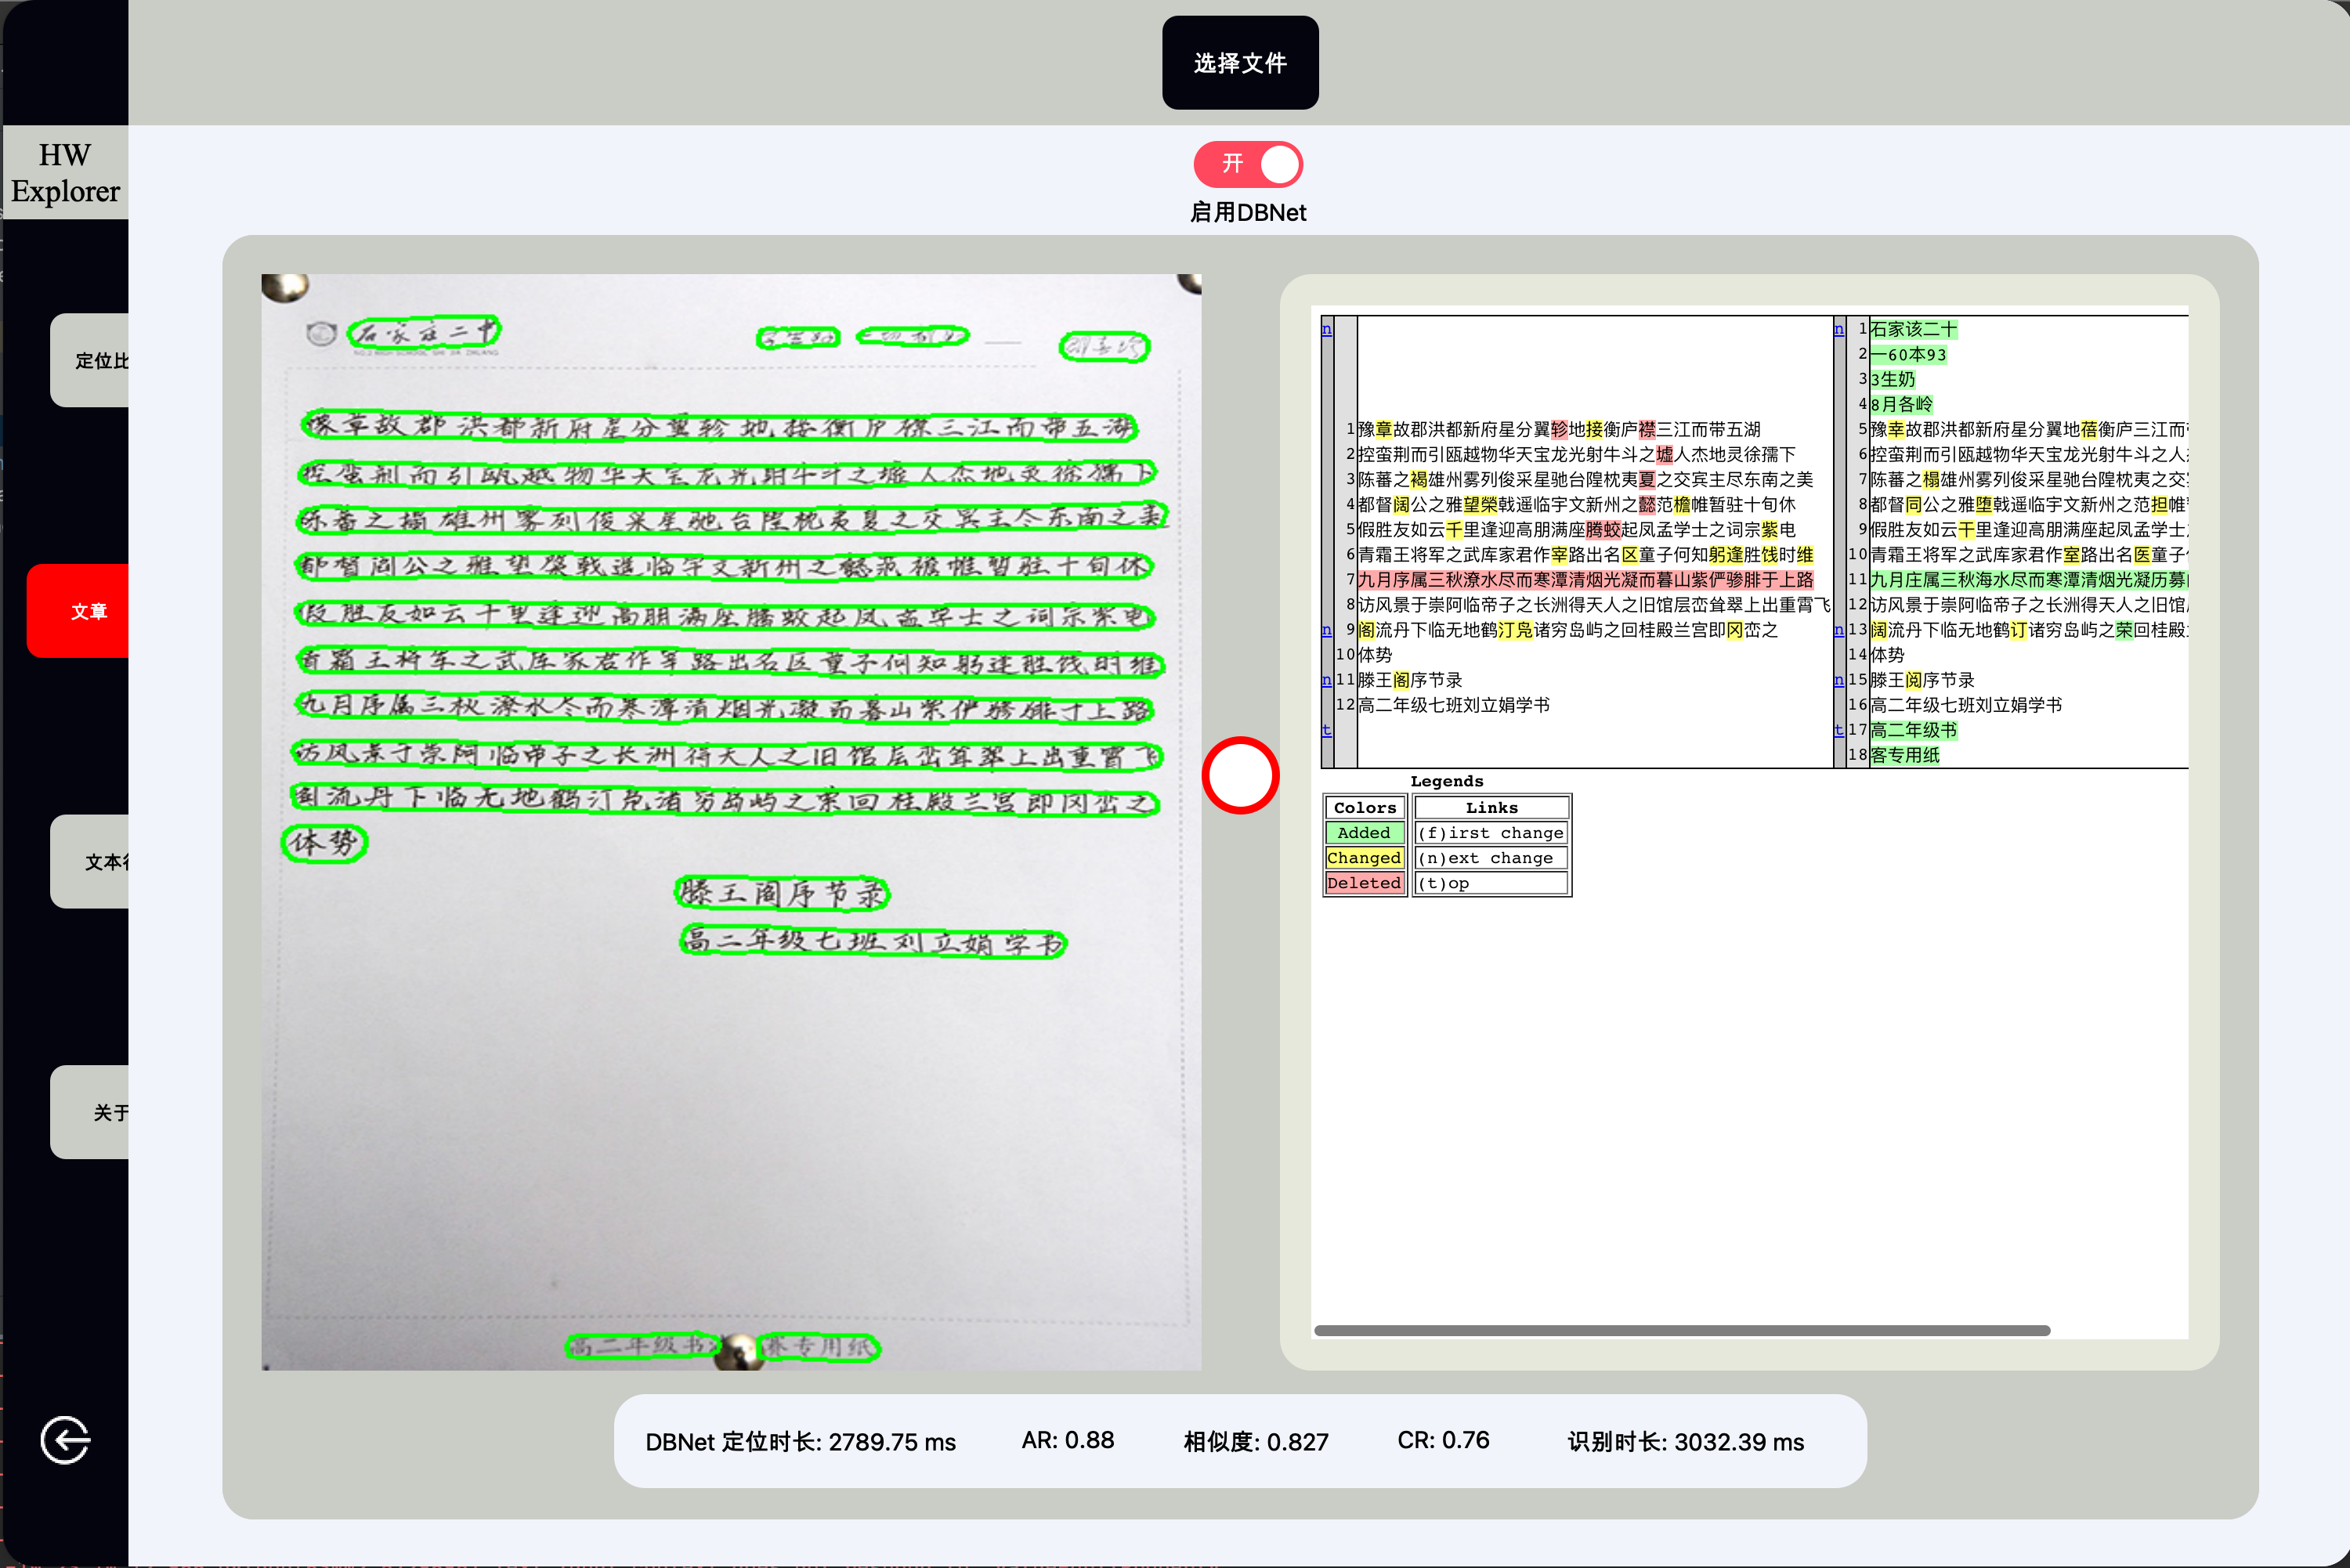 选择文件
HW
Explorer
开
启用DBNet
定位比
文章
文本行
关于
石家庄二中
NO.2 HIGH SCHOOL SHI JIA ZHUANG
豫章故郡洪都新府星分翼轸地接衡庐襟三江而带五湖
控蛮荆而引瓯越物华天宝龙光射牛斗之墟人杰地灵徐孺下
陈蕃之榻雄州雾列俊采星驰台隍枕夷夏之交宾主尽东南之美
都督阎公之雅望棨戟遥临宇文新州之懿范襜帷暂驻十旬休
假胜友如云千里逢迎高朋满座腾蛟起凤孟学士之词宗紫电
青霜王将军之武库家君作宰路出名区童子何知躬逢胜饯时维
九月序属三秋潦水尽而寒潭清烟光凝而暮山紫俨骖腓于上路
访风景于崇阿临帝子之长洲得天人之旧馆层峦耸翠上出重霄飞
阁流丹下临无地鹤汀凫渚穷岛屿之萦回桂殿兰宫即冈峦之
体势
滕王阁序节录
高二年级七班刘立娟学书
高二年级书
赛专用纸
n
1豫章故郡洪都新府星分翼轸地接衡庐襟三江而带五湖
2控蛮荆而引瓯越物华天宝龙光射牛斗之墟人杰地灵徐孺下
3陈蕃之褐雄州雾列俊采星驰台隍枕夷夏之交宾主尽东南之美
4都督阔公之雅望榮戟遥临宇文新州之懿范檐帷暂驻十旬休
5假胜友如云千里逢迎高朋满座腾蛟起凤孟学士之词宗紫电
6青霜王将军之武库家君作宰路出名区童子何知躬逢胜饯时维
7九月序属三秋潦水尽而寒潭清烟光凝而暮山紫俨骖腓于上路
8访风景于崇阿临帝子之长洲得天人之旧馆层峦耸翠上出重霄飞
n 9阁流丹下临无地鹤汀凫诸穷岛屿之回桂殿兰宫即冈峦之
10体势
n 11滕王阁序节录
12高二年级七班刘立娟学书
t
n 1石家该二十
2一60本93
3 3生奶
4 8月各岭
5豫幸故郡洪都新府星分翼地蓓衡庐三江而
6控蛮荆而引瓯越物华天宝龙光射牛斗之人
7陈蕃之榻雄州雾列俊采星驰台隍枕夷之交
8都督同公之雅堕戟遥临宇文新州之范担帷
9假胜友如云干里逢迎高朋满座起凤孟学士
10青霜王将军之武库家君作室路出名医童子
11九月庄属三秋海水尽而寒潭清烟光凝历募
12访风景于崇阿临帝子之长洲得天人之旧馆
n 13阔流丹下临无地鹤订诸穷岛屿之荣回桂殿
14体势
n 15滕王阅序节录
16高二年级七班刘立娟学书
t 17高二年级书
18客专用纸
Legends
Colors Links
Added (f)irst change
Changed (n)ext change
Deleted (t)op
DBNet 定位时长: 2789.75 ms AR: 0.88 相似度: 0.827 CR: 0.76 识别时长: 3032.39 ms